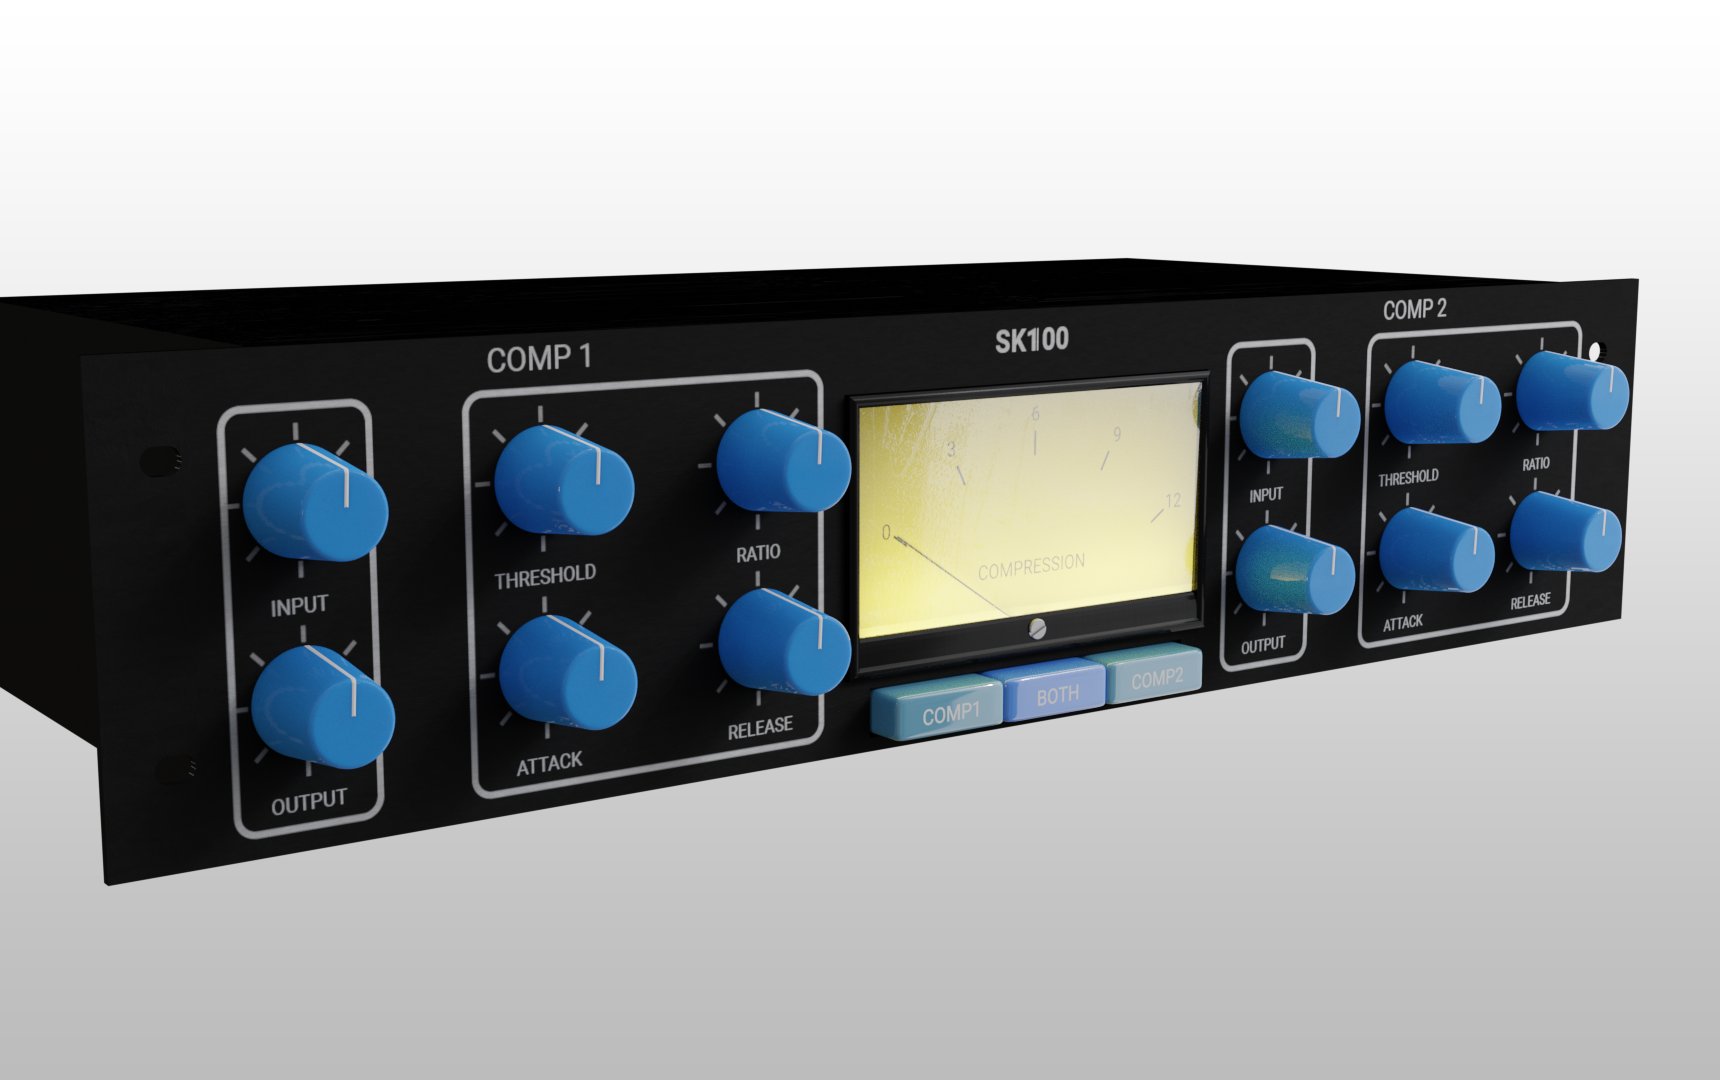 COMP 1
INPUT
OUTPUT
THRESHOLD
RATIO
ATTACK
RELEASE
SK100
0
3
6
9
12
COMPRESSION
COMP1
BOTH
COMP2
COMP 2
INPUT
OUTPUT
THRESHOLD
RATIO
ATTACK
RELEASE